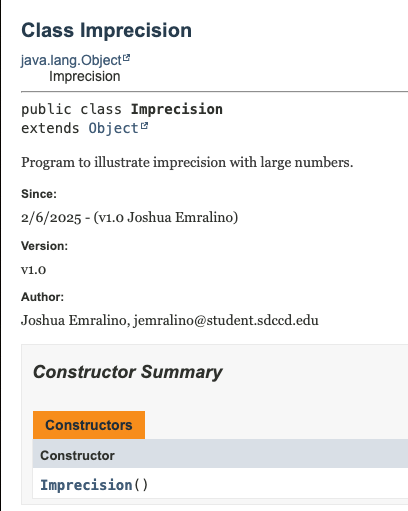 Class Imprecision
java.lang.Object
Imprecision
public class Imprecision
extends Object
Program to illustrate imprecision with large numbers.
Since:
2/6/2025 - (v1.0 Joshua Emralino)
Version:
v1.0
Author:
Joshua Emralino, jemralino@student.sdccd.edu
Constructor Summary
Constructors
Constructor
Imprecision()